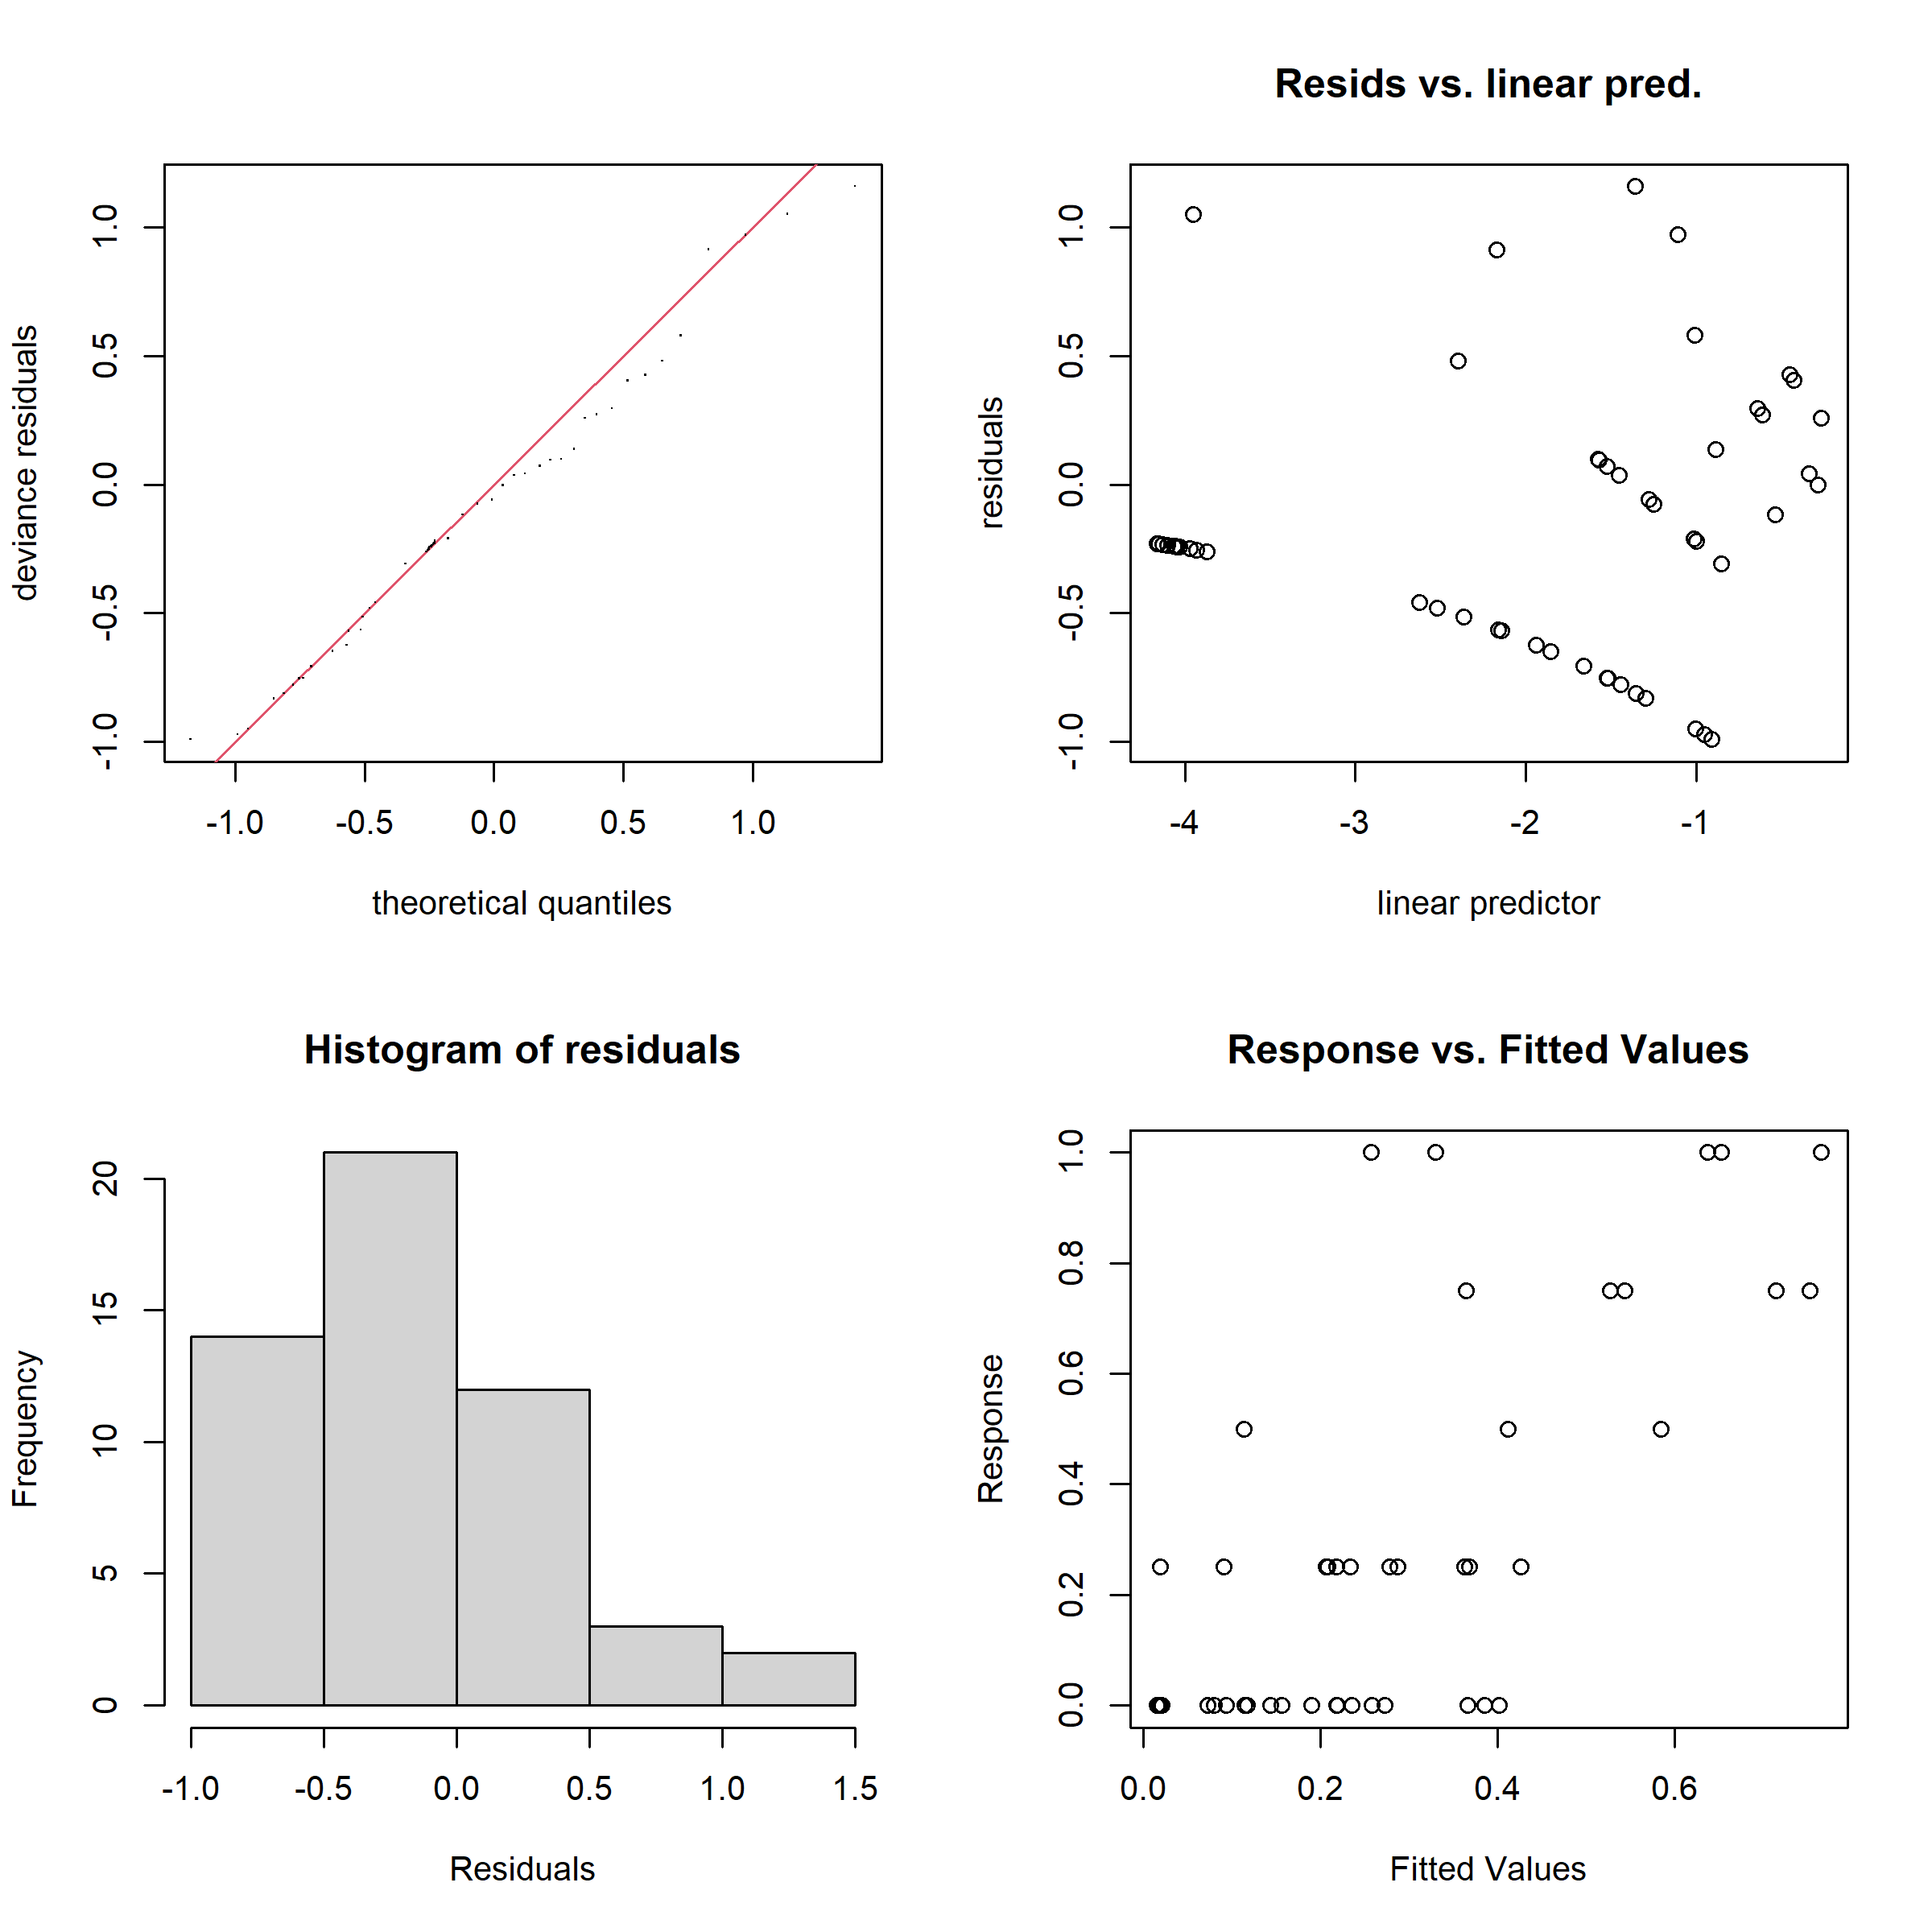 deviance residuals
1.0
0.5
0.0
-0.5
-1.0
-1.0 -0.5 0.0 0.5 1.0
theoretical quantiles
Resids vs. linear pred.
residuals
1.0
0.5
0.0
-0.5
-1.0
-4 -3 -2 -1
linear predictor
Histogram of residuals
Frequency
20
15
10
5
0
-1.0 -0.5 0.0 0.5 1.0 1.5
Residuals
Response vs. Fitted Values
Response
1.0
0.8
0.6
0.4
0.2
0.0
0.0 0.2 0.4 0.6
Fitted Values